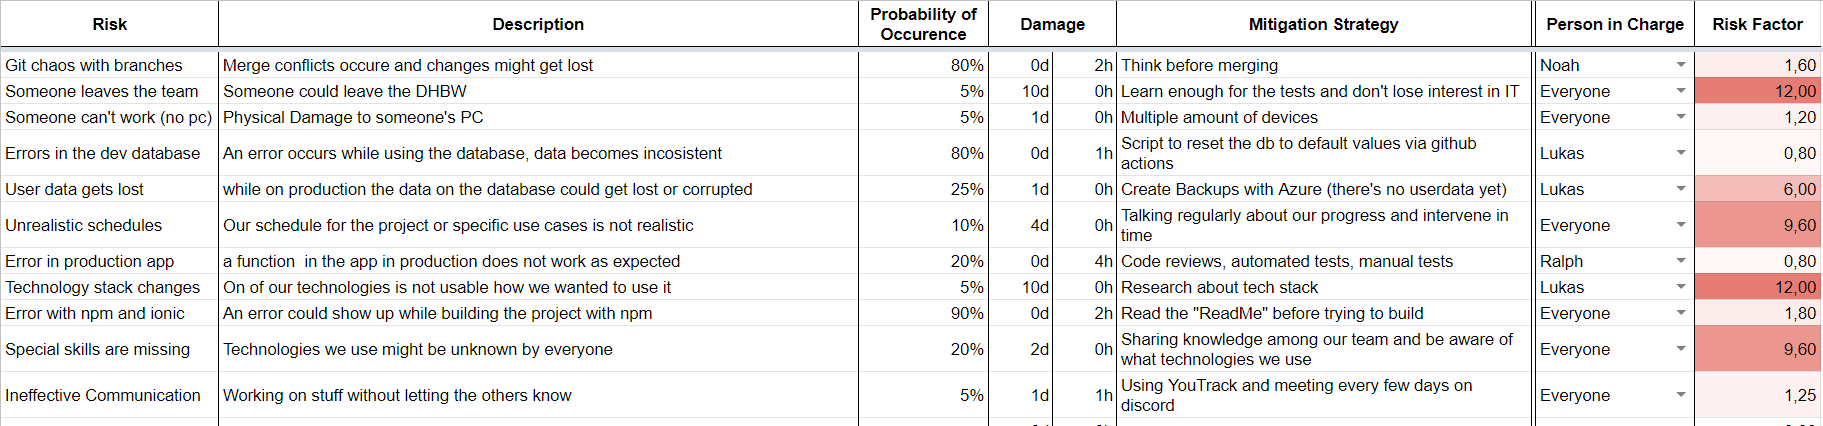 Risk Description Probability of Occurence Damage Mitigation Strategy Person in Charge Risk Factor
Git chaos with branches Merge conflicts occure and changes might get lost 80% 0d 2h Think before merging Noah 1,60
Someone leaves the team Someone could leave the DHBW 5% 10d 0h Learn enough for the tests and don't lose interest in IT Everyone 12,00
Someone can't work (no pc) Physical Damage to someone's PC 5% 1d 0h Multiple amount of devices Everyone 1,20
Errors in the dev database An error occurs while using the database, data becomes incosistent 80% 0d 1h Script to reset the db to default values via github actions Lukas 0,80
User data gets lost while on production the data on the database could get lost or corrupted 25% 1d 0h Create Backups with Azure (there's no userdata yet) Lukas 6,00
Unrealistic schedules Our schedule for the project or specific use cases is not realistic 10% 4d 0h Talking regularly about our progress and intervene in time Everyone 9,60
Error in production app a function in the app in production does not work as expected 20% 0d 4h Code reviews, automated tests, manual tests Ralph 0,80
Technology stack changes On of our technologies is not usable how we wanted to use it 5% 10d 0h Research about tech stack Lukas 12,00
Error with npm and ionic An error could show up while building the project with npm 90% 0d 2h Read the "ReadMe" before trying to build Everyone 1,80
Special skills are missing Technologies we use might be unknown by everyone 20% 2d 0h Sharing knowledge among our team and be aware of what technologies we use Everyone 9,60
Ineffective Communication Working on stuff without letting the others know 5% 1d 1h Using YouTrack and meeting every few days on discord Everyone 1,25